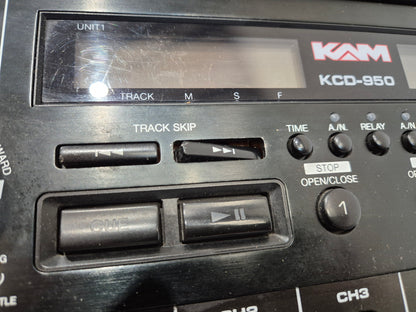 UNIT1
KAM
KCD-950
TRACK M S F
TRACK SKIP
TIME A./N. RELAY A./N.
STOP
OPEN/CLOSE
CUE
1
CH3